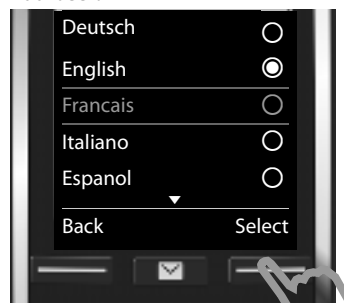 Deutsch
English
Francais
Italiano
Espanol
Back Select